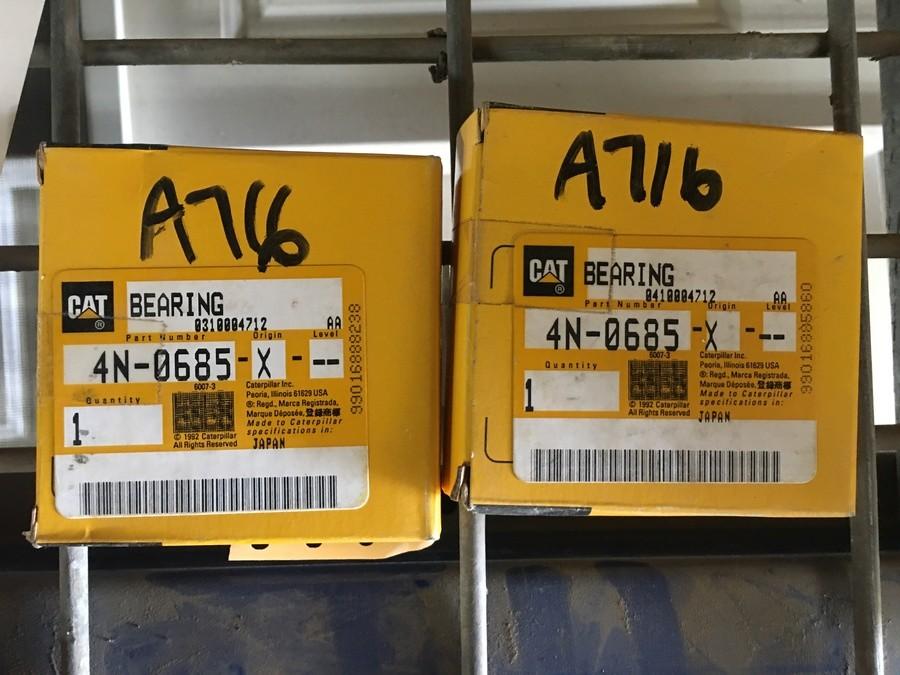 A716
CAT
®
BEARING
0310004712 AA
Part Number Origin Level
4N-0685-X---
6007-3
Quantity
1
© 1992 Caterpillar
All Rights Reserved
Caterpillar Inc.
Peoria, Illinois 61629 USA
®: Regd., Marca Registrada,
Marque Déposée, 登録商標
Made to Caterpillar
specifications in:
JAPAN
9901688238
A716
CAT
®
BEARING
0410004712 AA
Part Number Origin Level
4N-0685-X---
6007-3
Quantity
1
© 1992 Caterpillar
All Rights Reserved
Caterpillar Inc.
Peoria, Illinois 61629 USA
®: Regd., Marca Registrada,
Marque Déposée, 登録商標
Made to Caterpillar
specifications in:
JAPAN